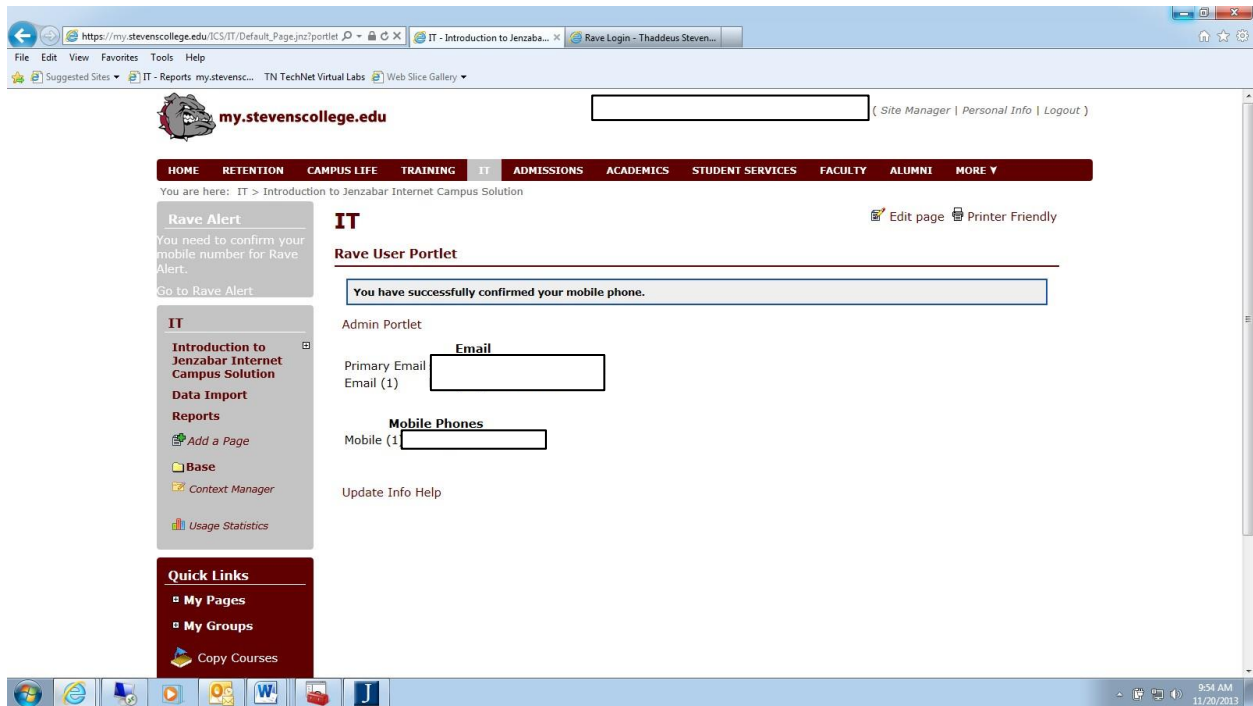 https://my.stevenscollege.edu/ICS/IT/Default_Page.jnz?portlet
IT - Introduction to Jenzaba...
Rave Login - Thaddeus Steven...
File Edit View Favorites Tools Help
Suggested Sites IT - Reports my.stevensc... TN TechNet Virtual Labs Web Slice Gallery
my.stevenscollege.edu
( Site Manager | Personal Info | Logout )
HOME RETENTION CAMPUS LIFE TRAINING IT ADMISSIONS ACADEMICS STUDENT SERVICES FACULTY ALUMNI MORE
You are here: IT > Introduction to Jenzabar Internet Campus Solution
Rave Alert
You need to confirm your
mobile number for Rave
Alert.
Go to Rave Alert
IT
Introduction to
Jenzabar Internet
Campus Solution
Data Import
Reports
Add a Page
Base
Context Manager
Usage Statistics
Quick Links
My Pages
My Groups
Copy Courses
IT
Edit page Printer Friendly
Rave User Portlet
You have successfully confirmed your mobile phone.
Admin Portlet
Email
Primary Email
Email (1)
Mobile Phones
Mobile (1
Update Info Help
9:54 AM
11/20/2013